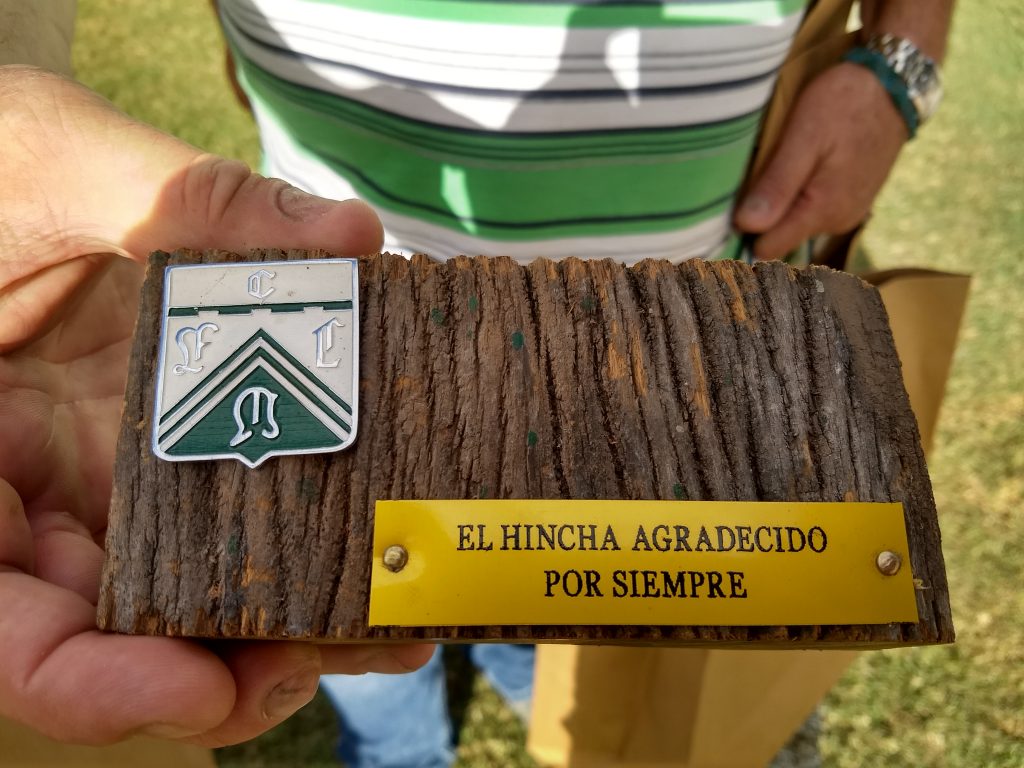 C
F C
O
EL HINCHA AGRADECIDO
POR SIEMPRE